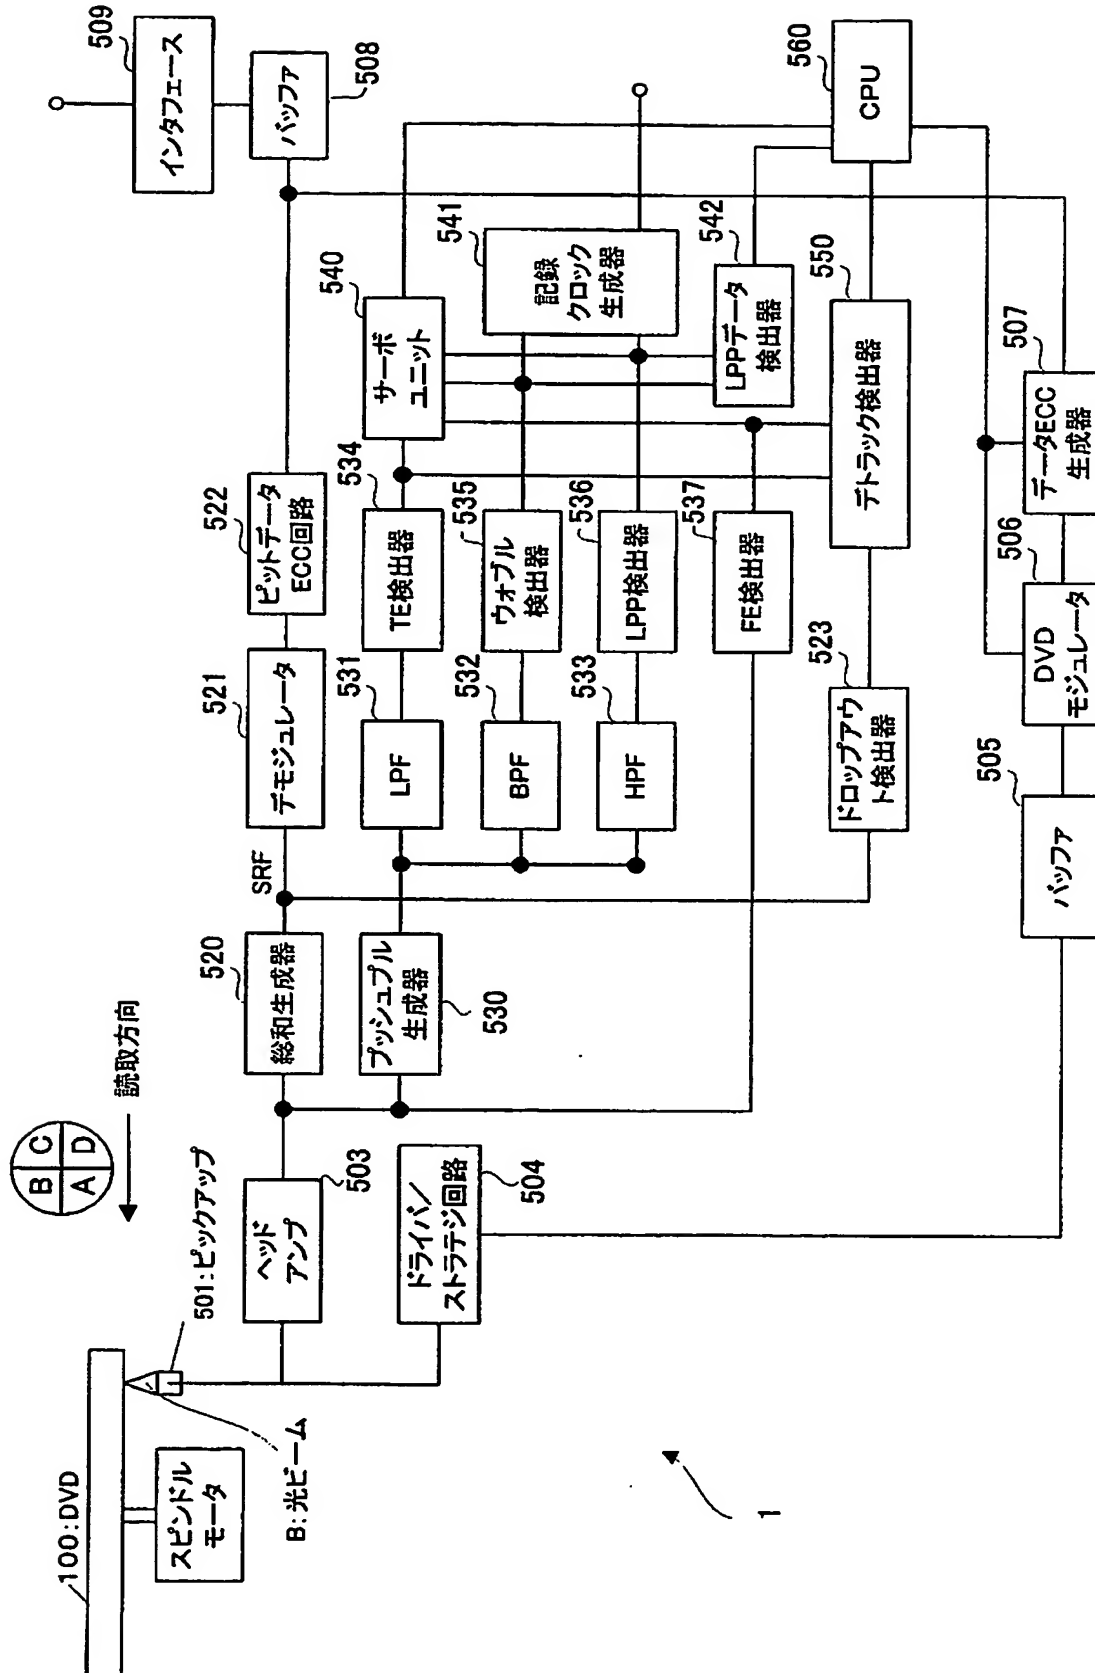 100:DVD
スピンドル
モータ
B:光ビーム
501:ピックアップ
1
B
C
A
D
読取方向
ヘッド
アンプ
503
ドライバ/
ストラテジ回路
504
520
総和生成器
SRF
プッシュプル
生成器
530
521
デモジュレータ
522
ピットデータ
ECC回路
バッファ
508
インタフェース
509
531
LPF
532
BPF
533
HPF
534
TE検出器
535
ウォブル
検出器
536
LPP検出器
537
FE検出器
540
サーボ
ユニット
541
記録
クロック
生成器
542
LPPデータ
検出器
523
ドロップアウ
ト検出器
550
デトラック検出器
560
CPU
505
バッファ
506
DVD
モジュレータ
507
データECC
生成器